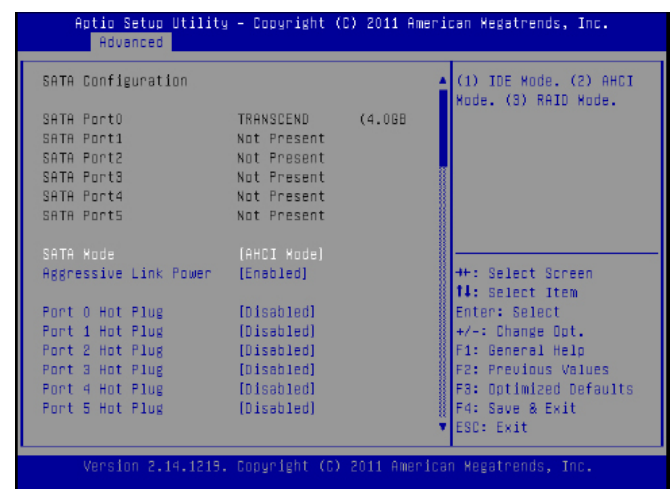 Aptio Setup Utility - Copyright (C) 2011 American Megatrends, Inc.
Advanced
SATA Configuration
SATA Port0 TRANSCEND (4.0GB
SATA Port1 Not Present
SATA Port2 Not Present
SATA Port3 Not Present
SATA Port4 Not Present
SATA Port5 Not Present
SATA Mode [AHCI Mode]
Aggressive Link Power [Enabled]
Port 0 Hot Plug [Disabled]
Port 1 Hot Plug [Disabled]
Port 2 Hot Plug [Disabled]
Port 3 Hot Plug [Disabled]
Port 4 Hot Plug [Disabled]
Port 5 Hot Plug [Disabled]
(1) IDE Mode. (2) AHCI
Mode. (3) RAID Mode.
→←: Select Screen
↑↓: Select Item
Enter: Select
+/-: Change Opt.
F1: General Help
F2: Previous Values
F3: Optimized Defaults
F4: Save & Exit
ESC: Exit
Version 2.14.1219. Copyright (C) 2011 American Megatrends, Inc.